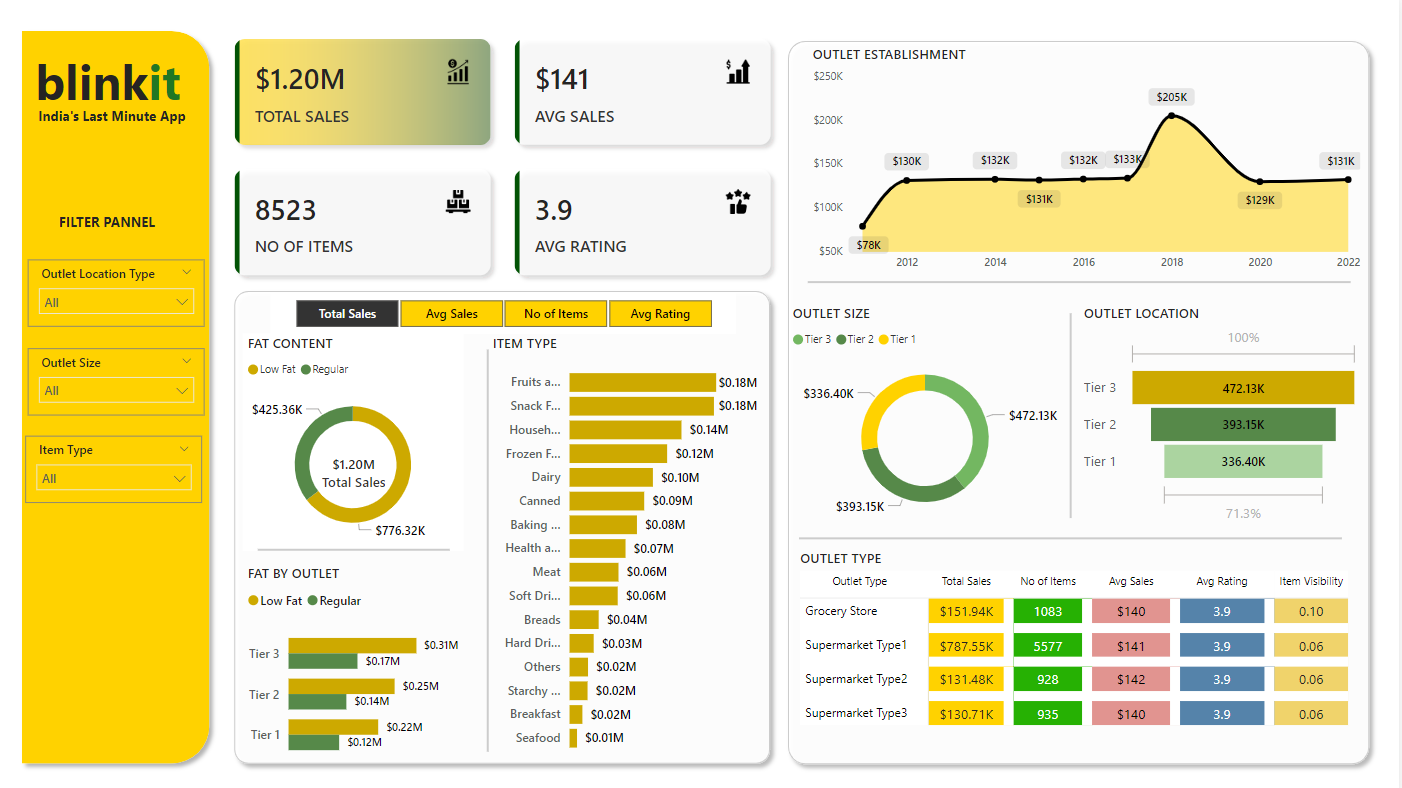 blinkit
India's Last Minute App
FILTER PANNEL
Outlet Location Type
All
Outlet Size
All
Item Type
All
$1.20M
TOTAL SALES
$141
AVG SALES
8523
NO OF ITEMS
3.9
AVG RATING
Total Sales
Avg Sales
No of Items
Avg Rating
FAT CONTENT
Low Fat
Regular
$425.36K
$1.20M
Total Sales
$776.32K
FAT BY OUTLET
Low Fat
Regular
Tier 3
$0.31M
$0.17M
Tier 2
$0.25M
$0.14M
Tier 1
$0.22M
$0.12M
ITEM TYPE
Fruits a... $0.18M
Snack F... $0.18M
Househ... $0.14M
Frozen F... $0.12M
Dairy $0.10M
Canned $0.09M
Baking ... $0.08M
Health a... $0.07M
Meat $0.06M
Soft Dri... $0.06M
Breads $0.04M
Hard Dri... $0.03M
Others $0.02M
Starchy ... $0.02M
Breakfast $0.02M
Seafood $0.01M
OUTLET ESTABLISHMENT
$250K
$200K
$150K
$100K
$50K
$78K
$130K
$132K
$131K
$132K
$133K
$205K
$129K
$131K
2012 2014 2016 2018 2020 2022
OUTLET SIZE
Tier 3 Tier 2 Tier 1
$336.40K
$472.13K
$393.15K
OUTLET LOCATION
100%
Tier 3 472.13K
Tier 2 393.15K
Tier 1 336.40K
71.3%
OUTLET TYPE
Outlet Type Total Sales No of Items Avg Sales Avg Rating Item Visibility
Grocery Store $151.94K 1083 $140 3.9 0.10
Supermarket Type1 $787.55K 5577 $141 3.9 0.06
Supermarket Type2 $131.48K 928 $142 3.9 0.06
Supermarket Type3 $130.71K 935 $140 3.9 0.06